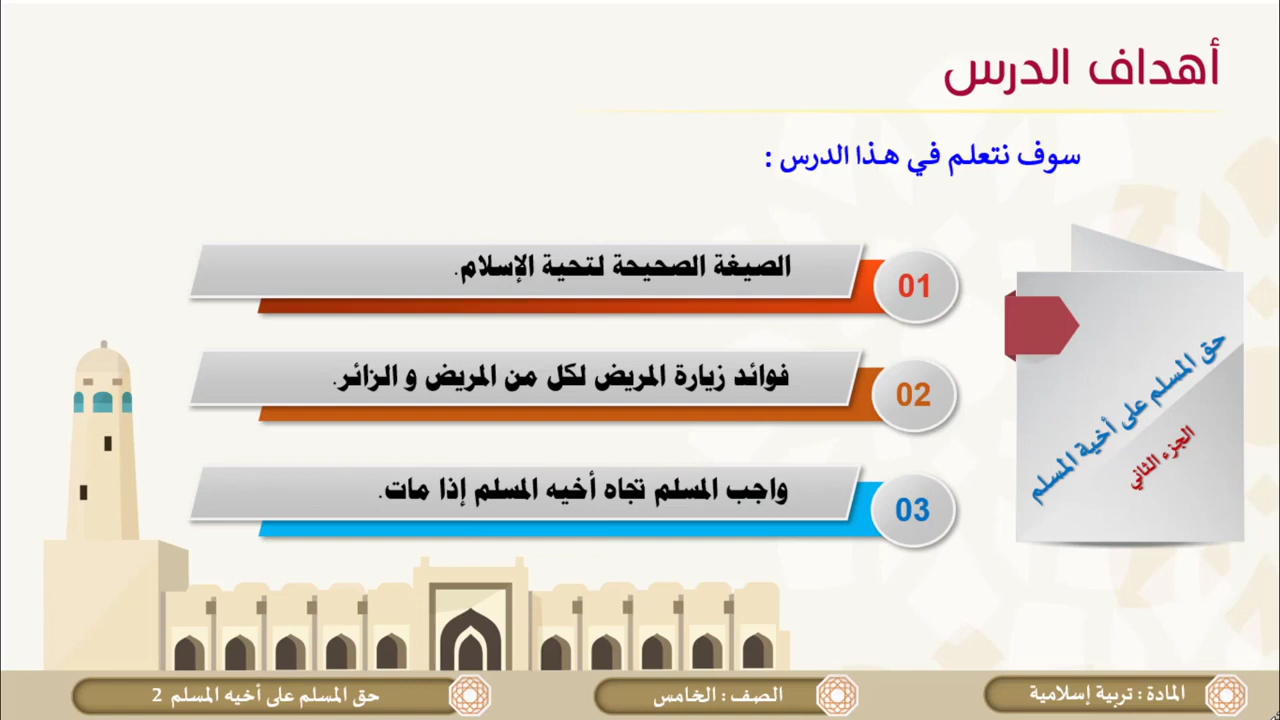 أهداف الدرس
سوف نتعلم في هذا الدرس :
01
الصيغة الصحيحة لتحية الإسلام.
02
فوائد زيارة المريض لكل من المريض و الزائر.
03
واجب المسلم تجاه أخيه المسلم إذا مات.
حق المسلم على أخية المسلم
الجزء الثاني
المادة : تربية إسلامية
الصف : الخامس
حق المسلم على أخيه المسلم 2